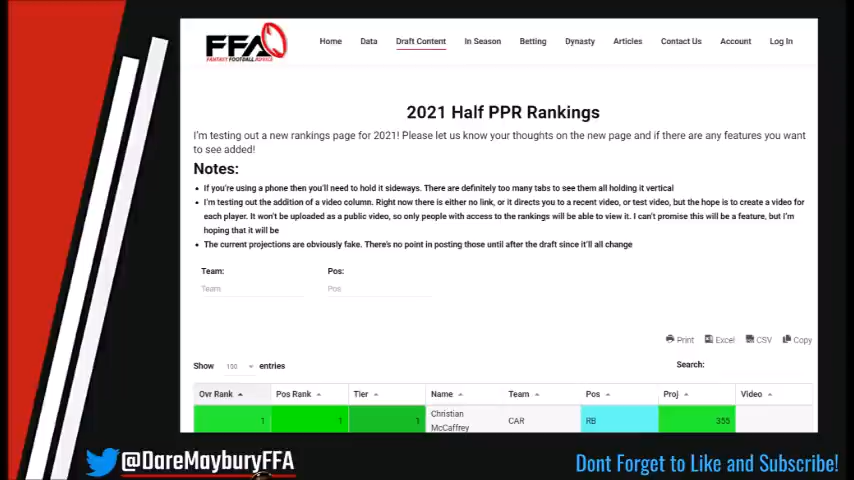 FFA
FANTASY FOOTBALL ADVICE
Home Data Draft Content In Season Betting Dynasty Articles Contact Us Account Log In
2021 Half PPR Rankings
I'm testing out a new rankings page for 2021! Please let us know your thoughts on the new page and if there are any features you want
to see added!
Notes:
If you're using a phone then you'll need to hold it sideways. There are definitely too many tabs to see them all holding it vertical
I'm testing out the addition of a video column. Right now there is either no link, or it directs you to a recent video, or test video, but the hope is to create a video for
each player. It won't be uploaded as a public video, so only people with access to the rankings will be able to view it. I can't promise this will be a feature, but I'm
hoping that it will be
The current projections are obviously fake. There's no point in posting those until after the draft since it'll all change
Team: Pos:
Team Pos
Print Excel CSV Copy
Show 150 entries Search:
Ovr Rank Pos Rank Tier Name Team Pos Proj Video
1 1 1 Christian McCaffrey CAR RB 355
@DareMayburyFFA
Dont Forget to Like and Subscribe!